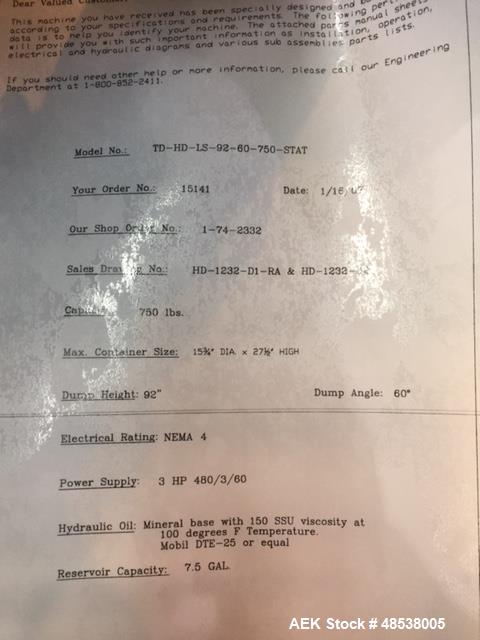 Dear Valued Customer:
This machine you have received has been specially designed and
according to your specifications and requirements. The following
data is to help you identify your machine. The attached parts manual sheets
will provide you with such important information as installation, operation,
electrical and hydraulic diagrams and various sub assemblies parts lists.
If you should need other help or more information, please call our Engineering
Department at 1-800-852-2411.
Model No.: TD-HD-LS-92-60-750-STAT
Your Order No.: 15141 Date: 1/16/07
Our Shop Order No.: 1-74-2332
Sales Drawing No.: HD-1232-D1-RA & HD-1232-
Capacity: 750 lbs.
Max. Container Size: 15¾" DIA. x 27½" HIGH
Dump Height: 92" Dump Angle: 60°
Electrical Rating: NEMA 4
Power Supply: 3 HP 480/3/60
Hydraulic Oil: Mineral base with 150 SSU viscosity at
100 degrees F Temperature.
Mobil DTE-25 or equal
Reservoir Capacity: 7.5 GAL.
AEK Stock # 48538005